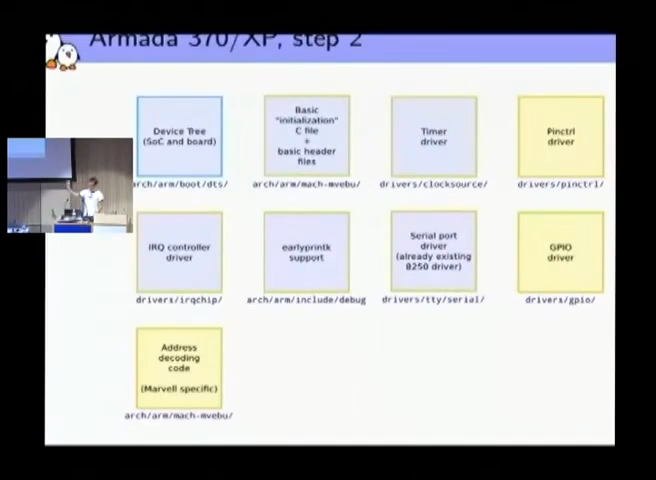 Armada 370/XP, step 2
Device Tree
(SoC and board)
arch/arm/boot/dts/
Basic
"initialization"
C file
+
basic header
files
arch/arm/mach-mvebu/
Timer
driver
drivers/clocksource/
Pinctrl
driver
drivers/pinctrl/
IRQ controller
driver
drivers/irqchip/
earlyprintk
support
arch/arm/include/debug
Serial port
driver
(already existing
8250 driver)
drivers/tty/serial/
GPIO
driver
drivers/gpio/
Address
decoding
code
(Marvell specific)
arch/arm/mach-mvebu/